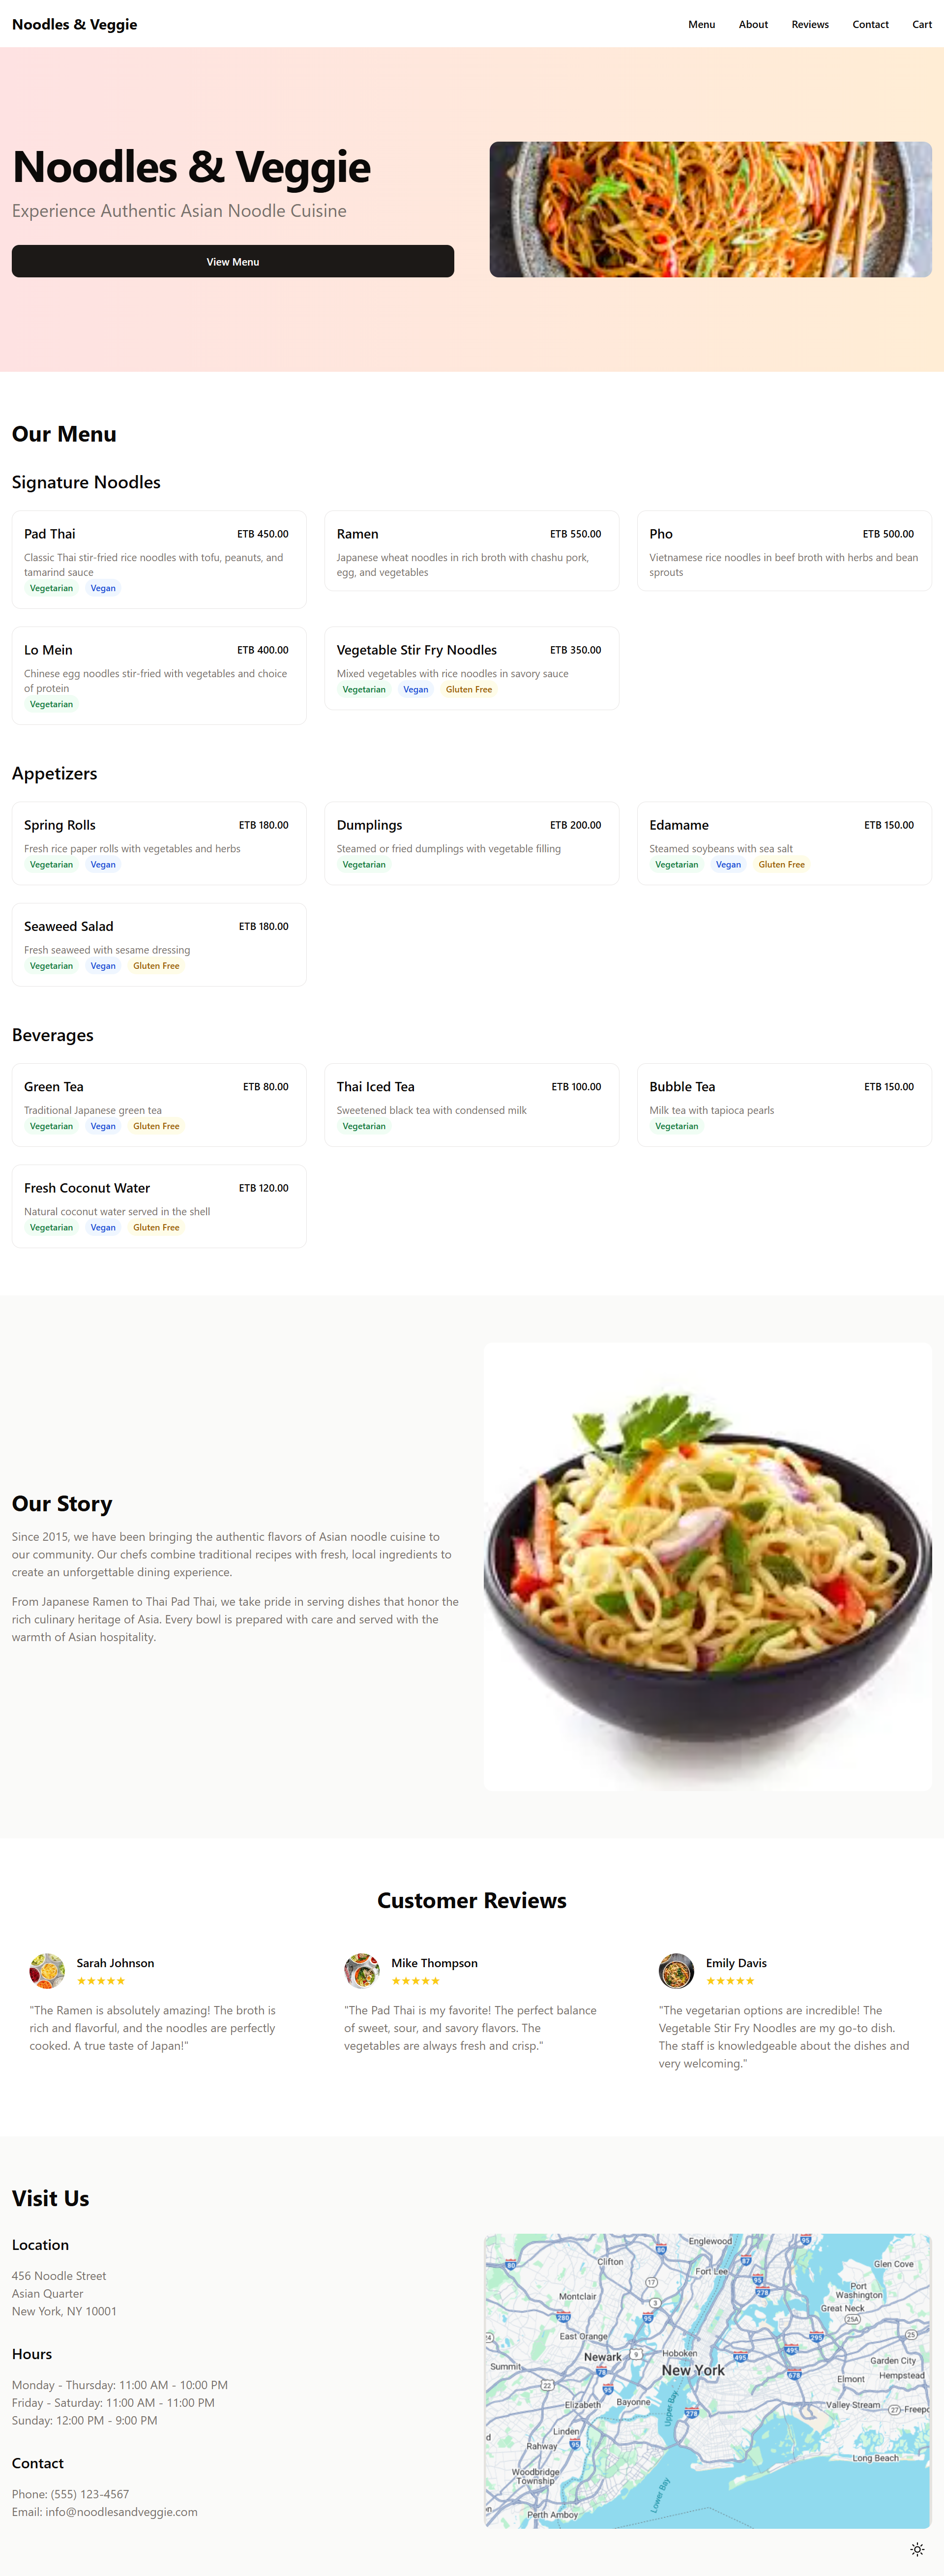 Noodles & Veggie
Menu
About
Reviews
Contact
Cart
Noodles & Veggie
Experience Authentic Asian Noodle Cuisine
View Menu
Our Menu
Signature Noodles
Pad Thai
ETB 450.00
Classic Thai stir-fried rice noodles with tofu, peanuts, and
tamarind sauce
Vegetarian
Vegan
Ramen
ETB 550.00
Japanese wheat noodles in rich broth with chashu pork,
egg, and vegetables
Pho
ETB 500.00
Vietnamese rice noodles in beef broth with herbs and bean
sprouts
Lo Mein
ETB 400.00
Chinese egg noodles stir-fried with vegetables and choice
of protein
Vegetarian
Vegetable Stir Fry Noodles
ETB 350.00
Mixed vegetables with rice noodles in savory sauce
Vegetarian
Vegan
Gluten Free
Appetizers
Spring Rolls
ETB 180.00
Fresh rice paper rolls with vegetables and herbs
Vegetarian
Vegan
Dumplings
ETB 200.00
Steamed or fried dumplings with vegetable filling
Vegetarian
Edamame
ETB 150.00
Steamed soybeans with sea salt
Vegetarian
Vegan
Gluten Free
Seaweed Salad
ETB 180.00
Fresh seaweed with sesame dressing
Vegetarian
Vegan
Gluten Free
Beverages
Green Tea
ETB 80.00
Traditional Japanese green tea
Vegetarian
Vegan
Gluten Free
Thai Iced Tea
ETB 100.00
Sweetened black tea with condensed milk
Vegetarian
Bubble Tea
ETB 150.00
Milk tea with tapioca pearls
Vegetarian
Fresh Coconut Water
ETB 120.00
Natural coconut water served in the shell
Vegetarian
Vegan
Gluten Free
Our Story
Since 2015, we have been bringing the authentic flavors of Asian noodle cuisine to
our community. Our chefs combine traditional recipes with fresh, local ingredients to
create an unforgettable dining experience.
From Japanese Ramen to Thai Pad Thai, we take pride in serving dishes that honor the
rich culinary heritage of Asia. Every bowl is prepared with care and served with the
warmth of Asian hospitality.
Customer Reviews
Sarah Johnson
★★★★★
"The Ramen is absolutely amazing! The broth is
rich and flavorful, and the noodles are perfectly
cooked. A true taste of Japan!"
Mike Thompson
★★★★★
"The Pad Thai is my favorite! The perfect balance
of sweet, sour, and savory flavors. The
vegetables are always fresh and crisp."
Emily Davis
★★★★★
"The vegetarian options are incredible! The
Vegetable Stir Fry Noodles are my go-to dish.
The staff is knowledgeable about the dishes and
very welcoming."
Visit Us
Location
456 Noodle Street
Asian Quarter
New York, NY 10001
Hours
Monday - Thursday: 11:00 AM - 10:00 PM
Friday - Saturday: 11:00 AM - 11:00 PM
Sunday: 12:00 PM - 9:00 PM
Contact
Phone: (555) 123-4567
Email: info@noodlesandveggie.com
Englewood
Clifton
Fort Lee
Glen Cove
Montclair
Port
Washington
Great Neck
East Orange
Newark
Hoboken
New York
Garden City
Summit
Elmont
Hempstead
Elizabeth
Bayonne
Upper Bay
Valley Stream
Freepo
Linden
Rahway
Long Beach
Woodbridge
Township
Lower Bay
Perth Amboy